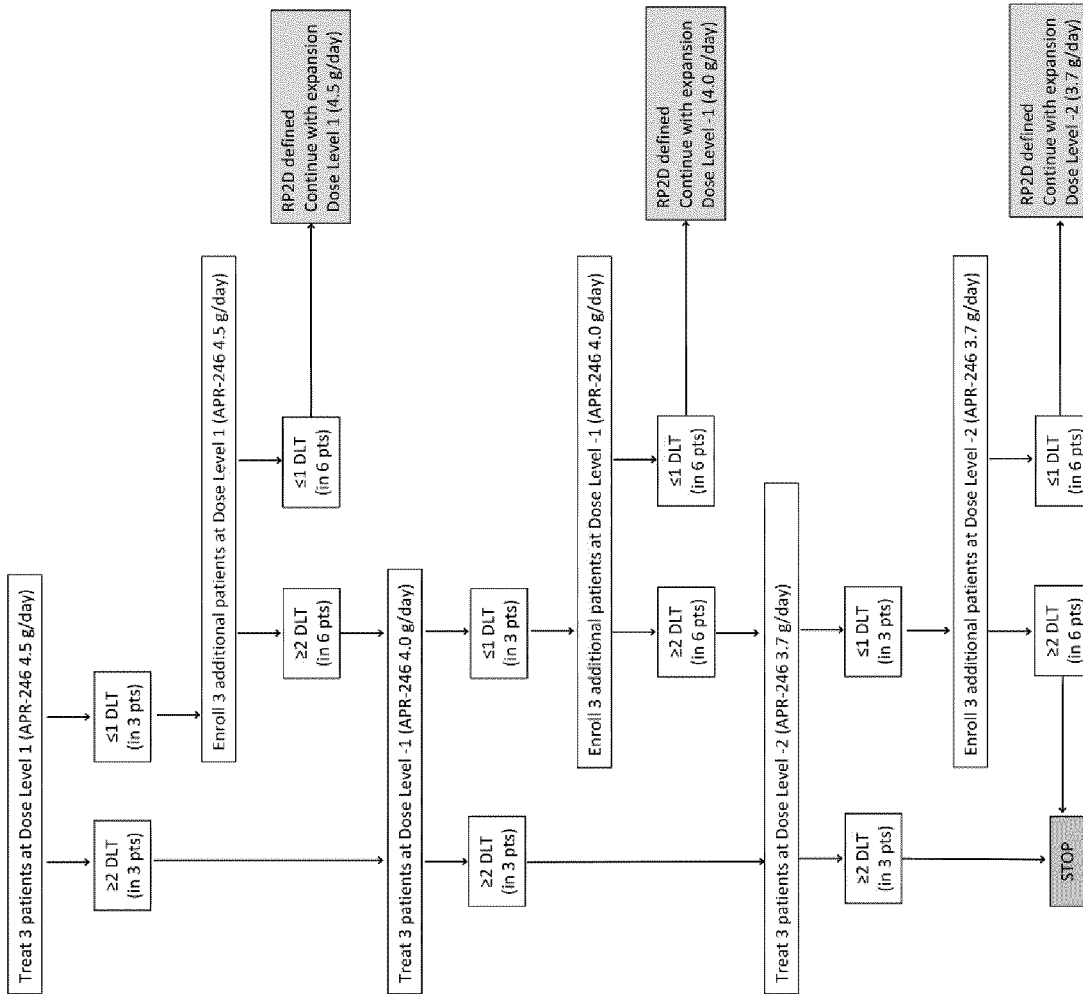 Treat 3 patients at Dose Level 1 (APR-246 4.5 g/day)
≥2 DLT
(in 3 pts)
≤1 DLT
(in 3 pts)
Enroll 3 additional patients at Dose Level 1 (APR-246 4.5 g/day)
≥2 DLT
(in 6 pts)
≤1 DLT
(in 6 pts)
RP2D defined
Continue with expansion
Dose Level 1 (4.5 g/day)
Treat 3 patients at Dose Level -1 (APR-246 4.0 g/day)
≥2 DLT
(in 3 pts)
≤1 DLT
(in 3 pts)
Enroll 3 additional patients at Dose Level -1 (APR-246 4.0 g/day)
≥2 DLT
(in 6 pts)
≤1 DLT
(in 6 pts)
RP2D defined
Continue with expansion
Dose Level -1 (4.0 g/day)
Treat 3 patients at Dose Level -2 (APR-246 3.7 g/day)
≥2 DLT
(in 3 pts)
≤1 DLT
(in 3 pts)
Enroll 3 additional patients at Dose Level -2 (APR-246 3.7 g/day)
≥2 DLT
(in 6 pts)
≤1 DLT
(in 6 pts)
RP2D defined
Continue with expansion
Dose Level -2 (3.7 g/day)
STOP